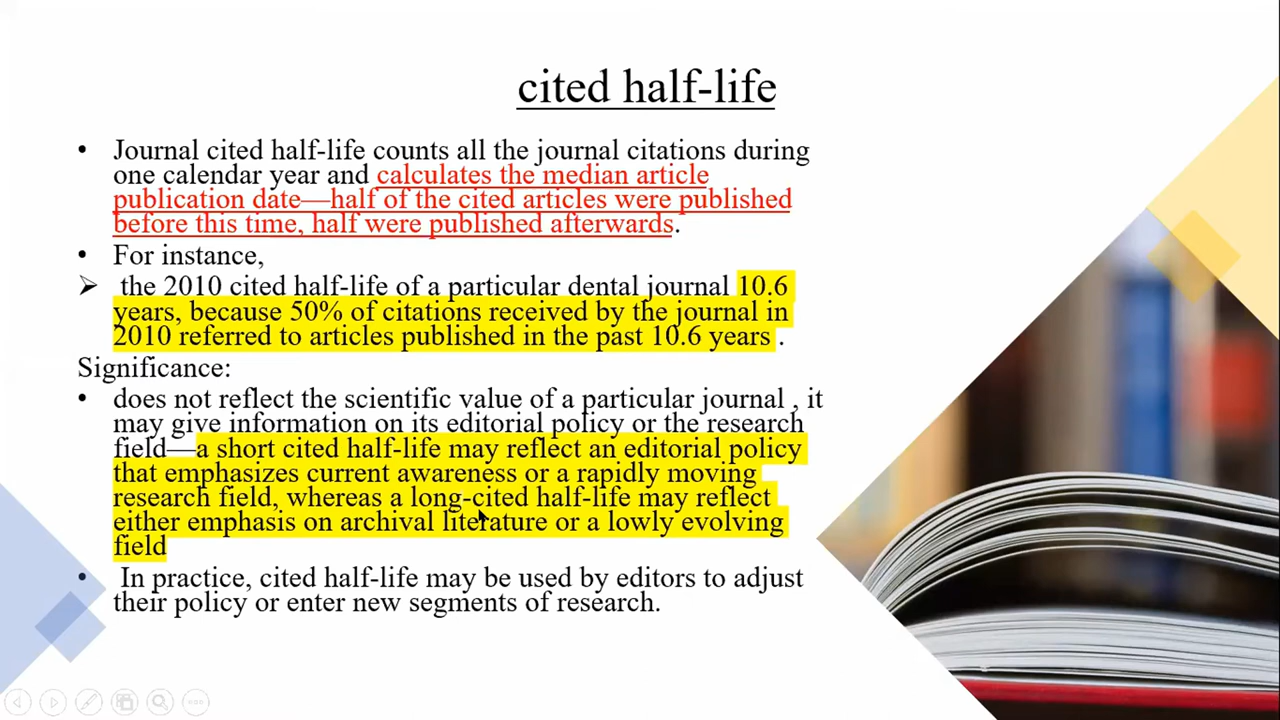 cited half-life
• Journal cited half-life counts all the journal citations during
one calendar year and calculates the median article
publication date—half of the cited articles were published
before this time, half were published afterwards.
• For instance,
➢ the 2010 cited half-life of a particular dental journal 10.6
years, because 50% of citations received by the journal in
2010 referred to articles published in the past 10.6 years .
Significance:
• does not reflect the scientific value of a particular journal , it
may give information on its editorial policy or the research
field—a short cited half-life may reflect an editorial policy
that emphasizes current awareness or a rapidly moving
research field, whereas a long-cited half-life may reflect
either emphasis on archival literature or a lowly evolving
field
• In practice, cited half-life may be used by editors to adjust
their policy or enter new segments of research.